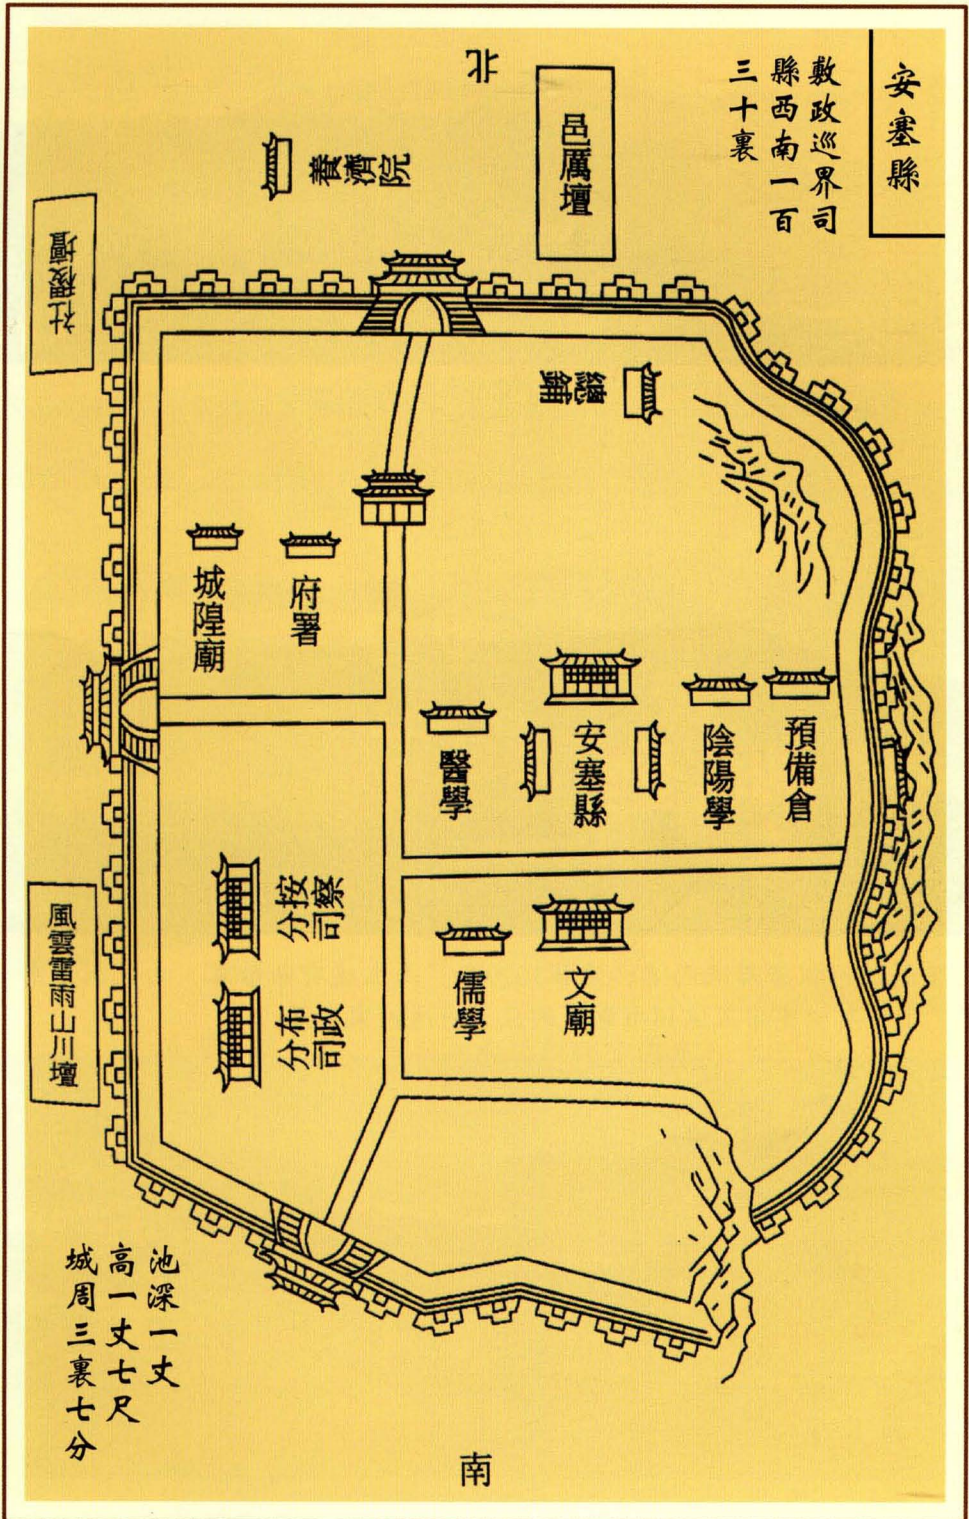 安塞縣
敷政巡界司
縣西南一百
三十裏
北
邑厲壇
養濟院
社稷壇
總鋪
府署
城隍廟
預備倉
陰陽學
安塞縣
醫學
按察
分司
布政
分司
文廟
儒學
風雲雷雨山川壇
池深一丈
高一丈七尺
城周三裏七分
南